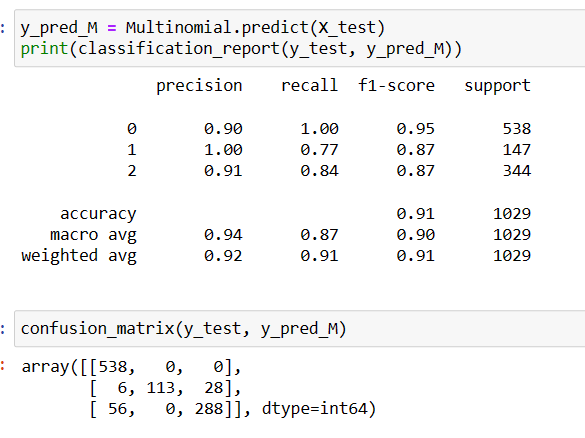 : y_pred_M = Multinomial.predict(X_test)
print(classification_report(y_test, y_pred_M))
precision recall f1-score support
0 0.90 1.00 0.95 538
1 1.00 0.77 0.87 147
2 0.91 0.84 0.87 344
accuracy 0.91 1029
macro avg 0.94 0.87 0.90 1029
weighted avg 0.92 0.91 0.91 1029
: confusion_matrix(y_test, y_pred_M)
: array([[538, 0, 0],
[ 6, 113, 28],
[ 56, 0, 288]], dtype=int64)